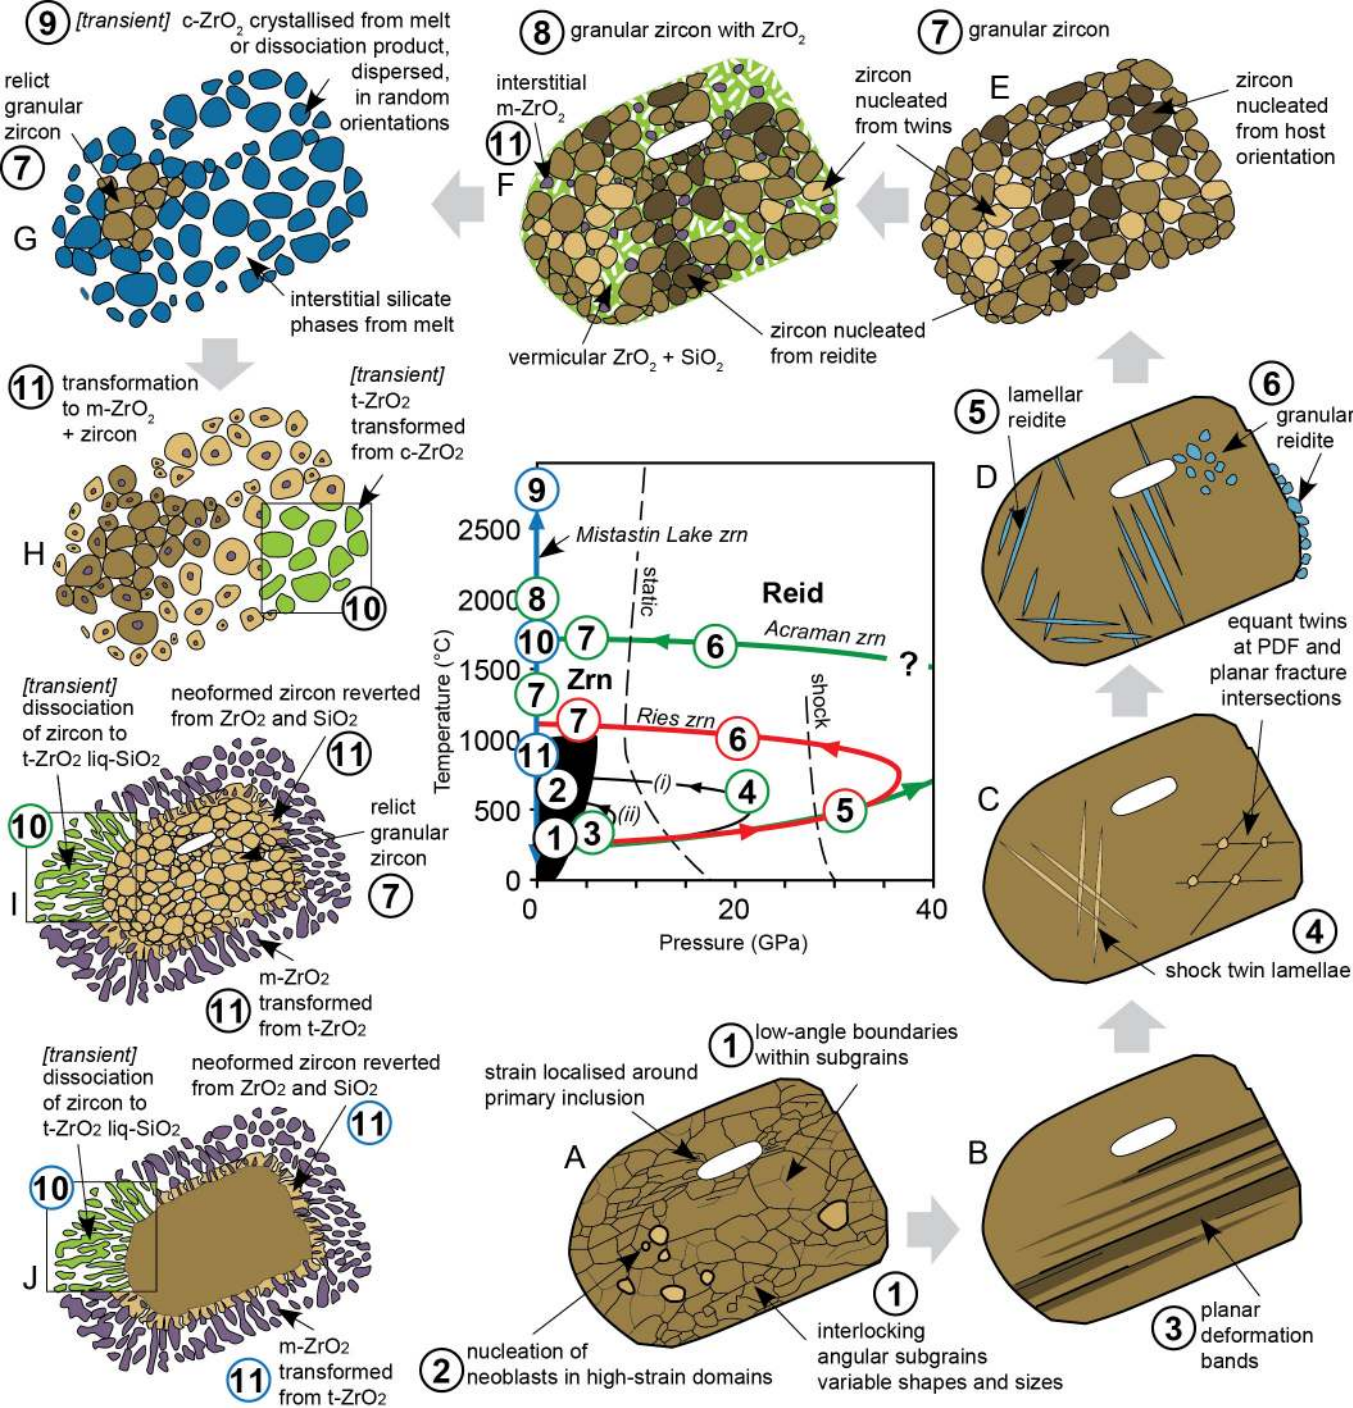 9 [transient] c-ZrO2 crystallised from melt
or dissociation product,
dispersed,
in random
orientations
relict
granular
zircon
7
G
interstitial silicate
phases from melt
8 granular zircon with ZrO2
interstitial
m-ZrO2
11
F
vermicular ZrO2 + SiO2
zircon
nucleated
from twins
zircon nucleated
from reidite
7 granular zircon
E
zircon
nucleated
from host
orientation
11 transformation
to m-ZrO2
+ zircon
[transient]
t-ZrO2
transformed
from c-ZrO2
H
10
5 lamellar
reidite
6
granular
reidite
D
equant twins
at PDF and
planar fracture
intersections
C
4
shock twin lamellae
[transient]
dissociation
of zircon to
t-ZrO2 liq-SiO2
neoformed zircon reverted
from ZrO2 and SiO2
11
10
relict
granular
zircon
7
I
m-ZrO2
11 transformed
from t-ZrO2
Temperature (°C)
2500
2000
1500
1000
500
0
0
20
40
Pressure (GPa)
9
Mistastin Lake zrn
static
8
Reid
10
7
6
Acraman zrn
?
7
Zrn
shock
7
Ries zrn
6
11
2
(i)
4
(ii)
5
1
3
[transient]
dissociation
of zircon to
t-ZrO2 liq-SiO2
neoformed zircon reverted
from ZrO2 and SiO2
11
10
J
m-ZrO2
11 transformed
from t-ZrO2
1 low-angle boundaries
within subgrains
strain localised around
primary inclusion
A
1
interlocking
angular subgrains
variable shapes and sizes
2 nucleation of
neoblasts in high-strain domains
B
3 planar
deformation
bands